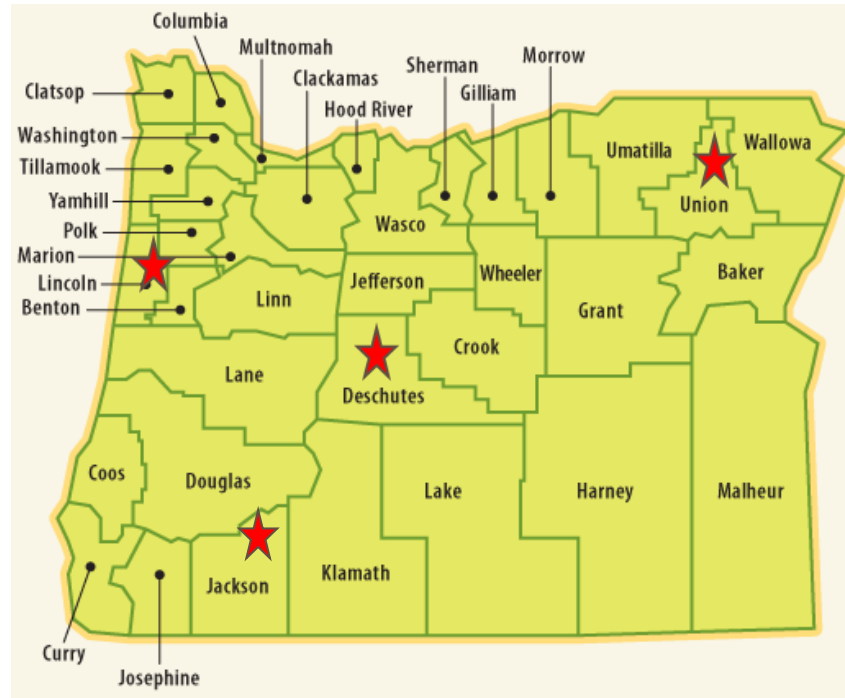 Columbia
Multnomah
Clackamas
Hood River
Sherman
Gilliam
Morrow
Clatsop
Washington
Tillamook
Yamhill
Polk
Marion
Lincoln
Benton
Umatilla
Wallowa
Union
Wasco
Baker
Jefferson
Wheeler
Linn
Grant
Crook
Lane
Deschutes
Coos
Douglas
Lake
Harney
Malheur
Klamath
Jackson
Curry
Josephine